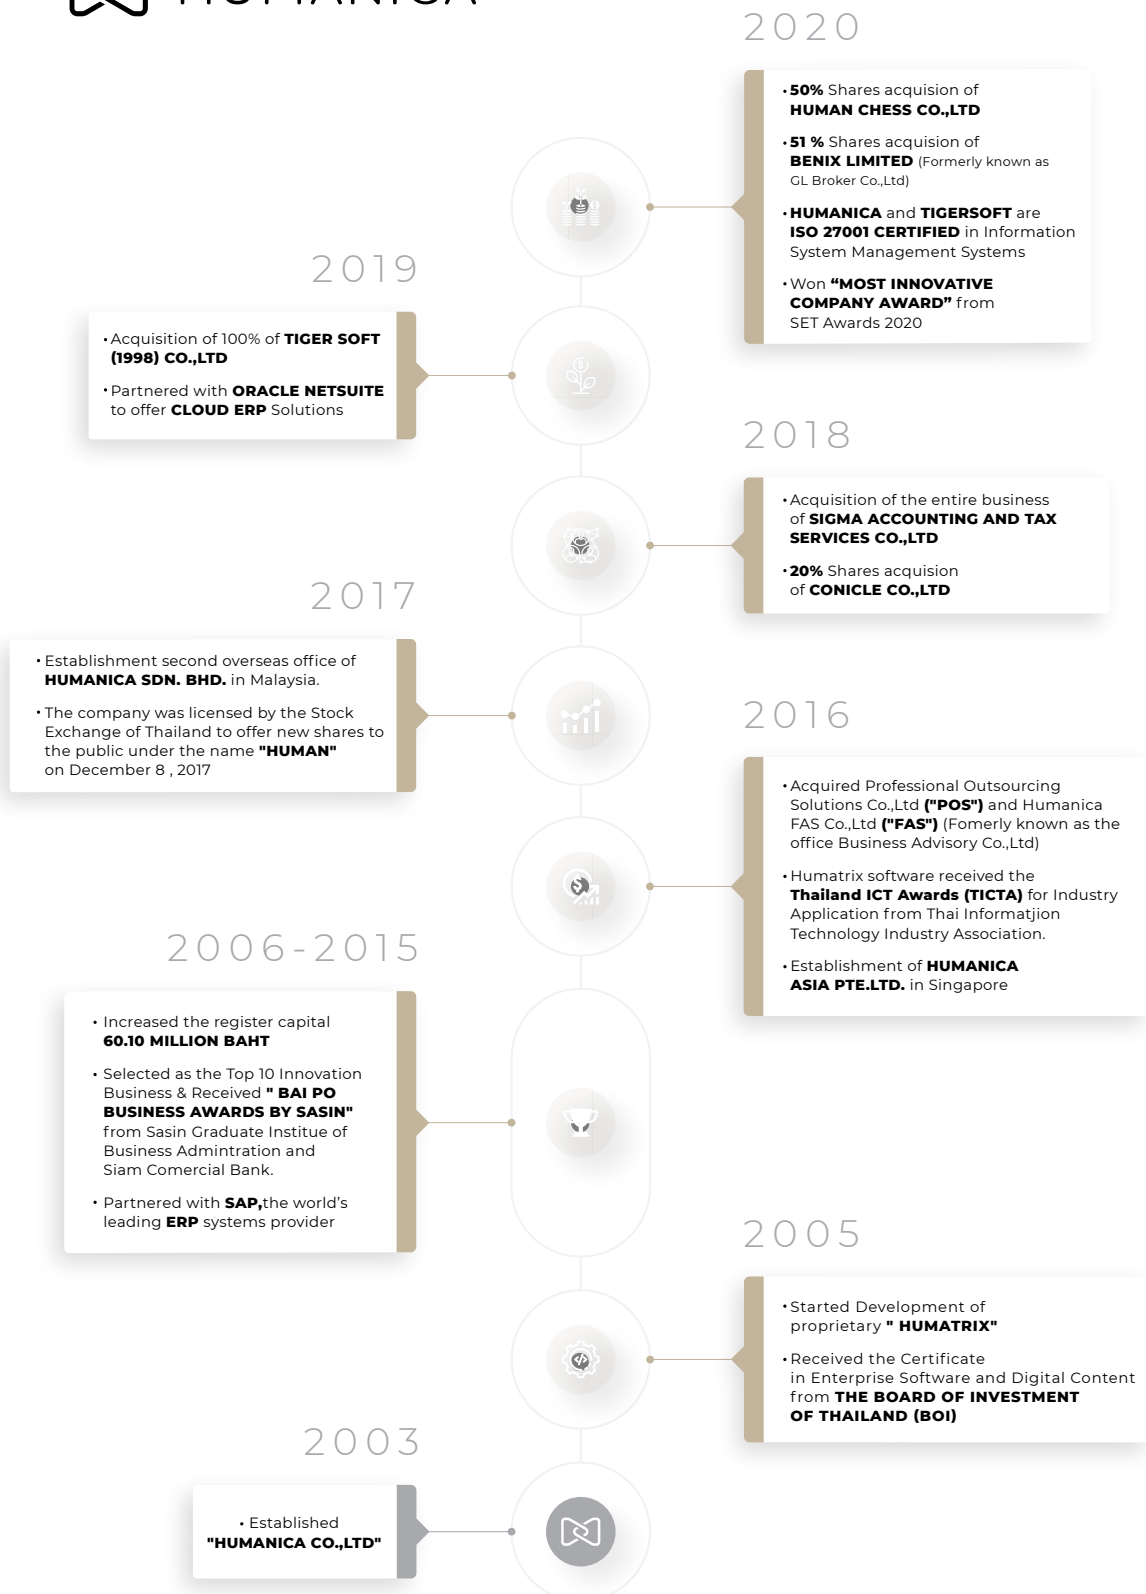 HUMANICA
2020
• 50% Shares acquision of
HUMAN CHESS CO.,LTD
• 51 % Shares acquision of
BENIX LIMITED (Formerly known as
GL Broker Co.,Ltd)
• HUMANICA and TIGERSOFT are
ISO 27001 CERTIFIED in Information
System Management Systems
• Won “MOST INNOVATIVE
COMPANY AWARD” from
SET Awards 2020
2019
• Acquisition of 100% of TIGER SOFT
(1998) CO.,LTD
• Partnered with ORACLE NETSUITE
to offer CLOUD ERP Solutions
2018
• Acquisition of the entire business
of SIGMA ACCOUNTING AND TAX
SERVICES CO.,LTD
• 20% Shares acquision
of CONICLE CO.,LTD
2017
• Establishment second overseas office of
HUMANICA SDN. BHD. in Malaysia.
• The company was licensed by the Stock
Exchange of Thailand to offer new shares to
the public under the name "HUMAN"
on December 8 , 2017
2016
• Acquired Professional Outsourcing
Solutions Co.,Ltd ("POS") and Humanica
FAS Co.,Ltd ("FAS") (Fomerly known as the
office Business Advisory Co.,Ltd)
• Humatrix software received the
Thailand ICT Awards (TICTA) for Industry
Application from Thai Informatjion
Technology Industry Association.
• Establishment of HUMANICA
ASIA PTE.LTD. in Singapore
2006-2015
• Increased the register capital
60.10 MILLION BAHT
• Selected as the Top 10 Innovation
Business & Received " BAI PO
BUSINESS AWARDS BY SASIN"
from Sasin Graduate Institue of
Business Admintration and
Siam Comercial Bank.
• Partnered with SAP,the world’s
leading ERP systems provider
2005
• Started Development of
proprietary " HUMATRIX"
• Received the Certificate
in Enterprise Software and Digital Content
from THE BOARD OF INVESTMENT
OF THAILAND (BOI)
2003
• Established
"HUMANICA CO.,LTD"